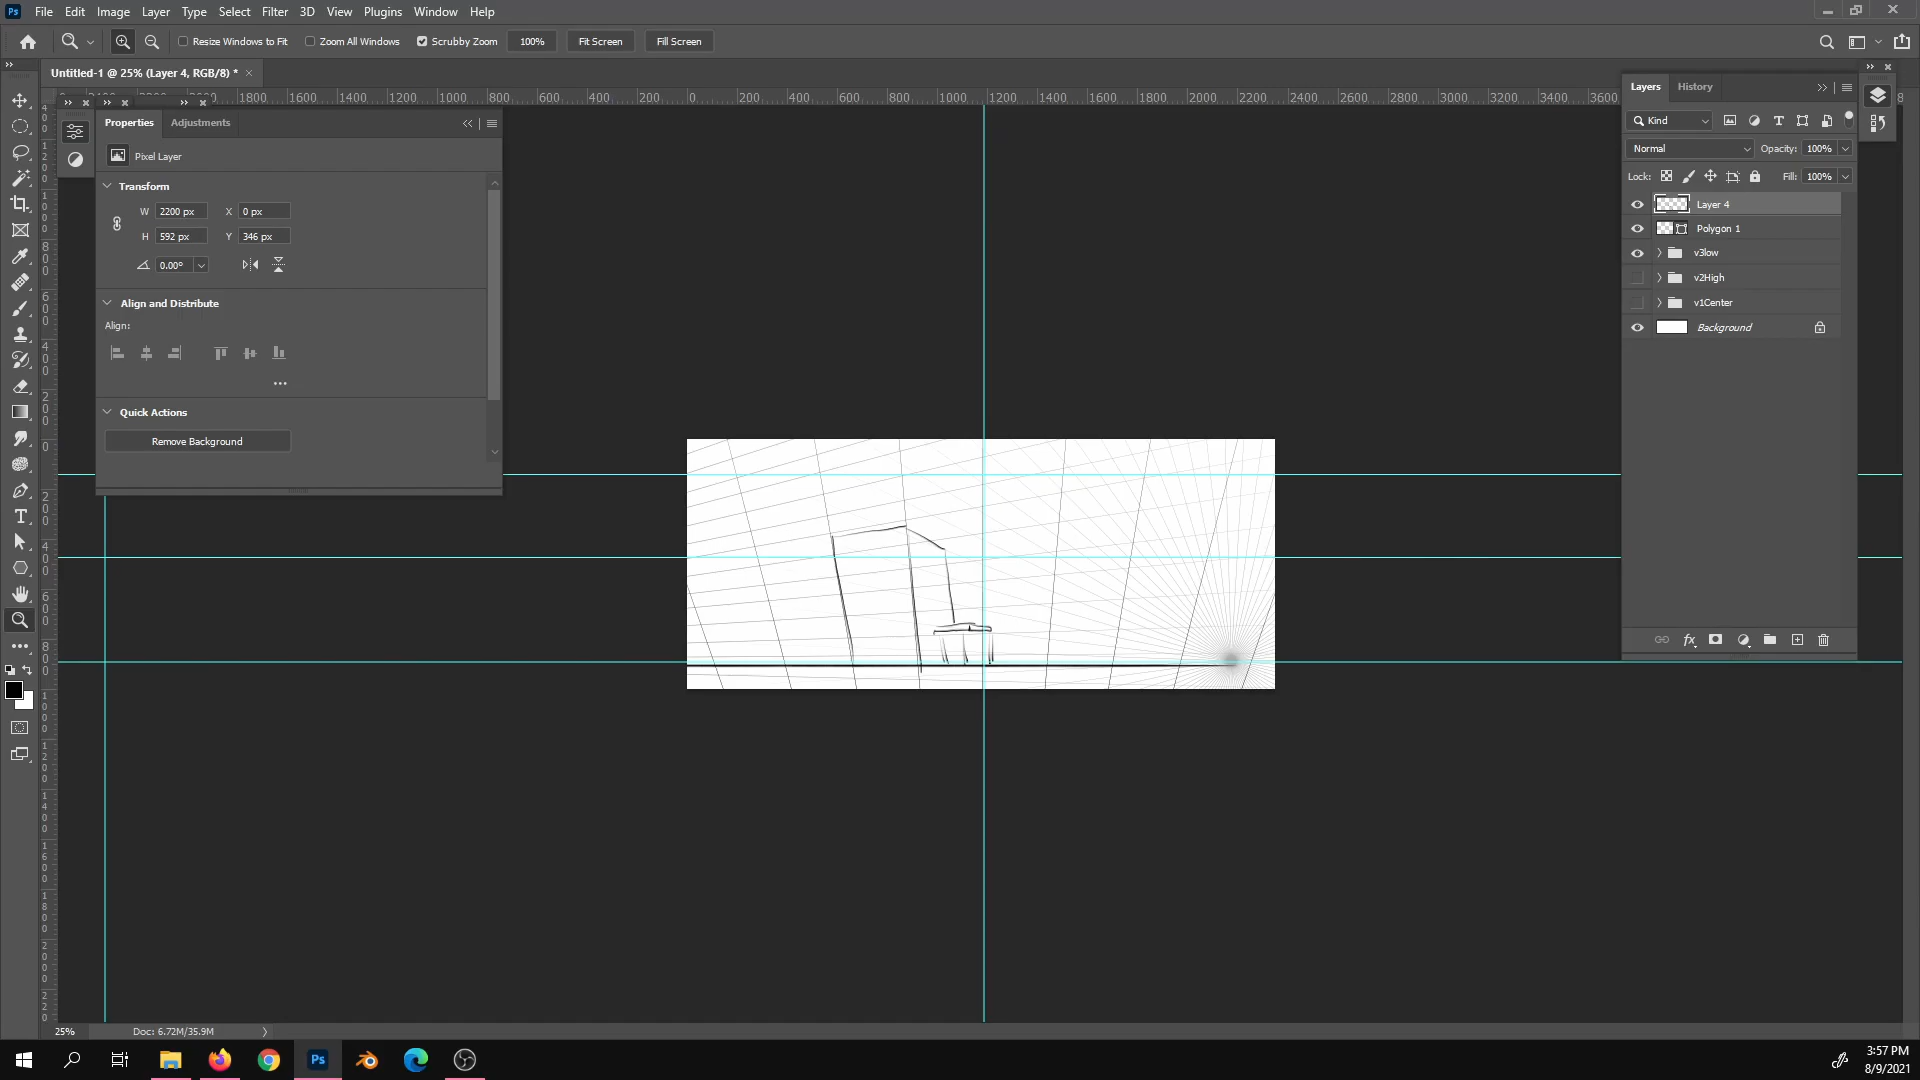 Ps File Edit Image Layer Type Select Filter 3D View Plugins Window Help
Resize Windows to Fit Zoom All Windows Scrubby Zoom 100% Fit Screen Fill Screen
Untitled-1 @ 25% (Layer 4, RGB/8) * ×
1800 1600 1400 1200 1000 800 600 400 200 0 200 400 600 800 1000 1200 1400 1600 1800 2000 2200 2400 2600 2800 3000 3200 3400 3600
Properties Adjustments
Pixel Layer
Transform
W 2200 px X 0 px
H 592 px Y 346 px
0.00°
Align and Distribute
Align:
Quick Actions
Remove Background
Layers History
Kind
Normal Opacity: 100%
Lock: Fill: 100%
Layer 4
Polygon 1
v3low
v2High
v1Center
Background
fx
25% Doc: 6.72M/35.9M
Ps
3:57 PM
8/9/2021